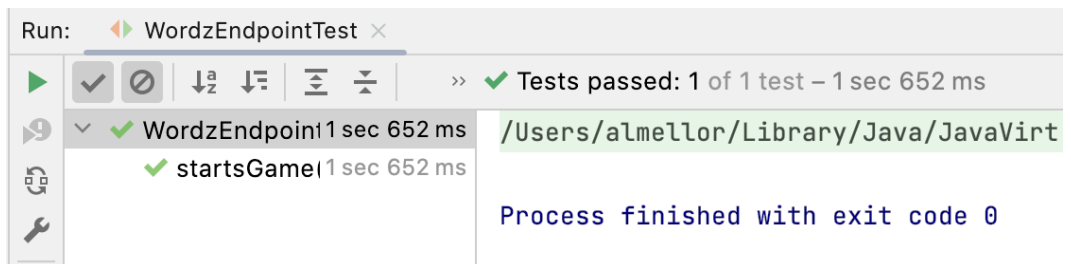 Run: WordzEndpointTest
Tests passed: 1 of 1 test – 1 sec 652 ms
WordzEndpoint 1 sec 652 ms
startsGame( 1 sec 652 ms
/Users/almellor/Library/Java/JavaVirt
Process finished with exit code 0